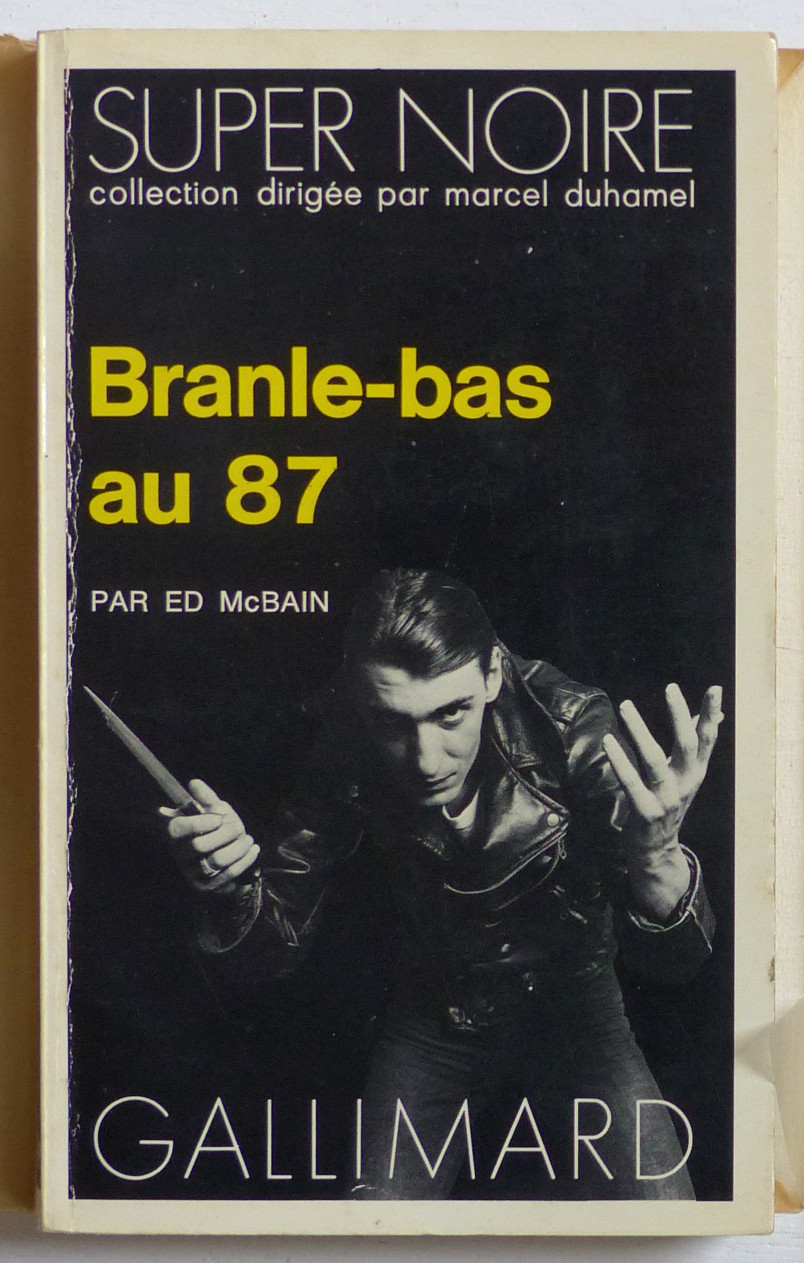 SUPER NOIRE
collection dirigée par marcel duhamel
Branle-bas
au 87
PAR ED McBAIN
GALLIMARD